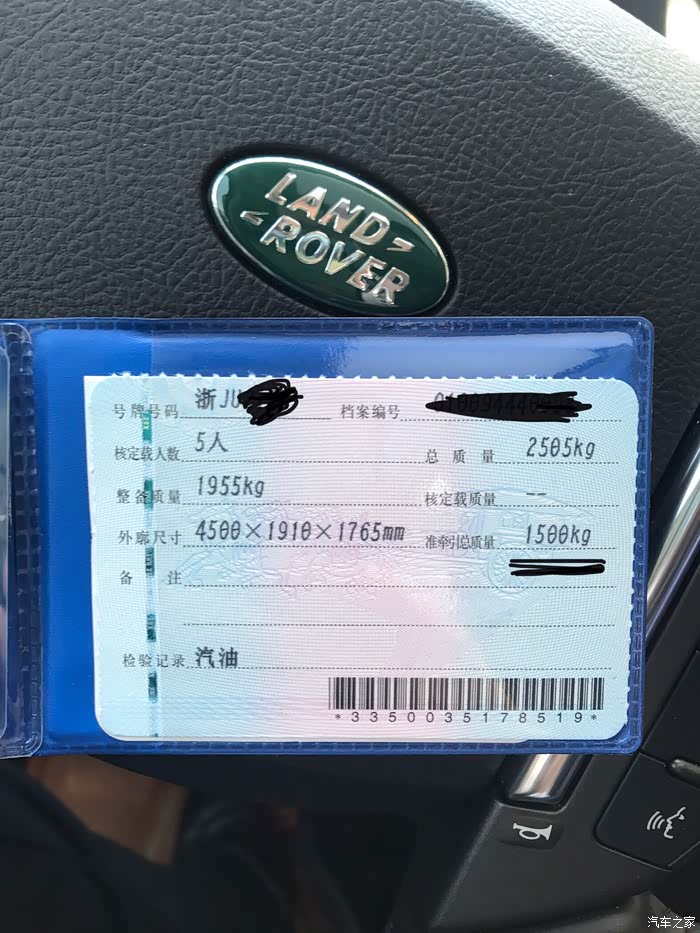 LAND
ROVER
号牌号码 浙JU 档案编号
核定载人数 5人 总质量 2505kg
整备质量 1955kg 核定载质量 --
外廓尺寸 4500×1910×1765mm 准牵引总质量 1500kg
备注
检验记录 汽油
*3350035178519*
汽车之家